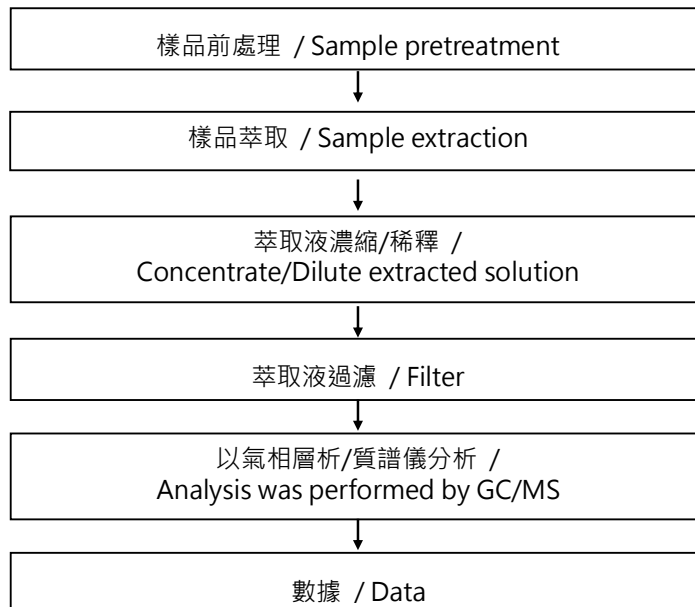 樣品前處理 / Sample pretreatment
樣品萃取 / Sample extraction
萃取液濃縮/稀釋 /
Concentrate/Dilute extracted solution
萃取液過濾 / Filter
以氣相層析/質譜儀分析 /
Analysis was performed by GC/MS
數據 / Data